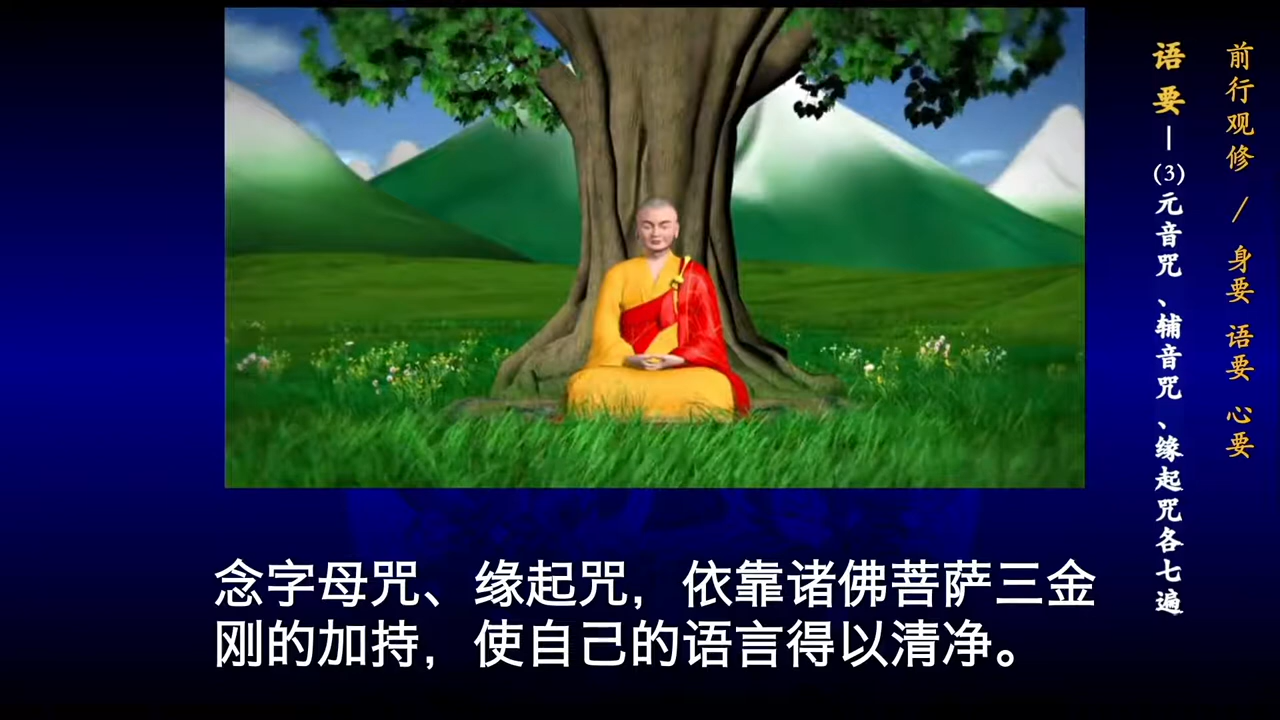 前行观修 / 身要 语要 心要
语要—(3)元音咒、辅音咒、缘起咒各七遍
念字母咒、缘起咒，依靠诸佛菩萨三金
刚的加持，使自己的语言得以清净。